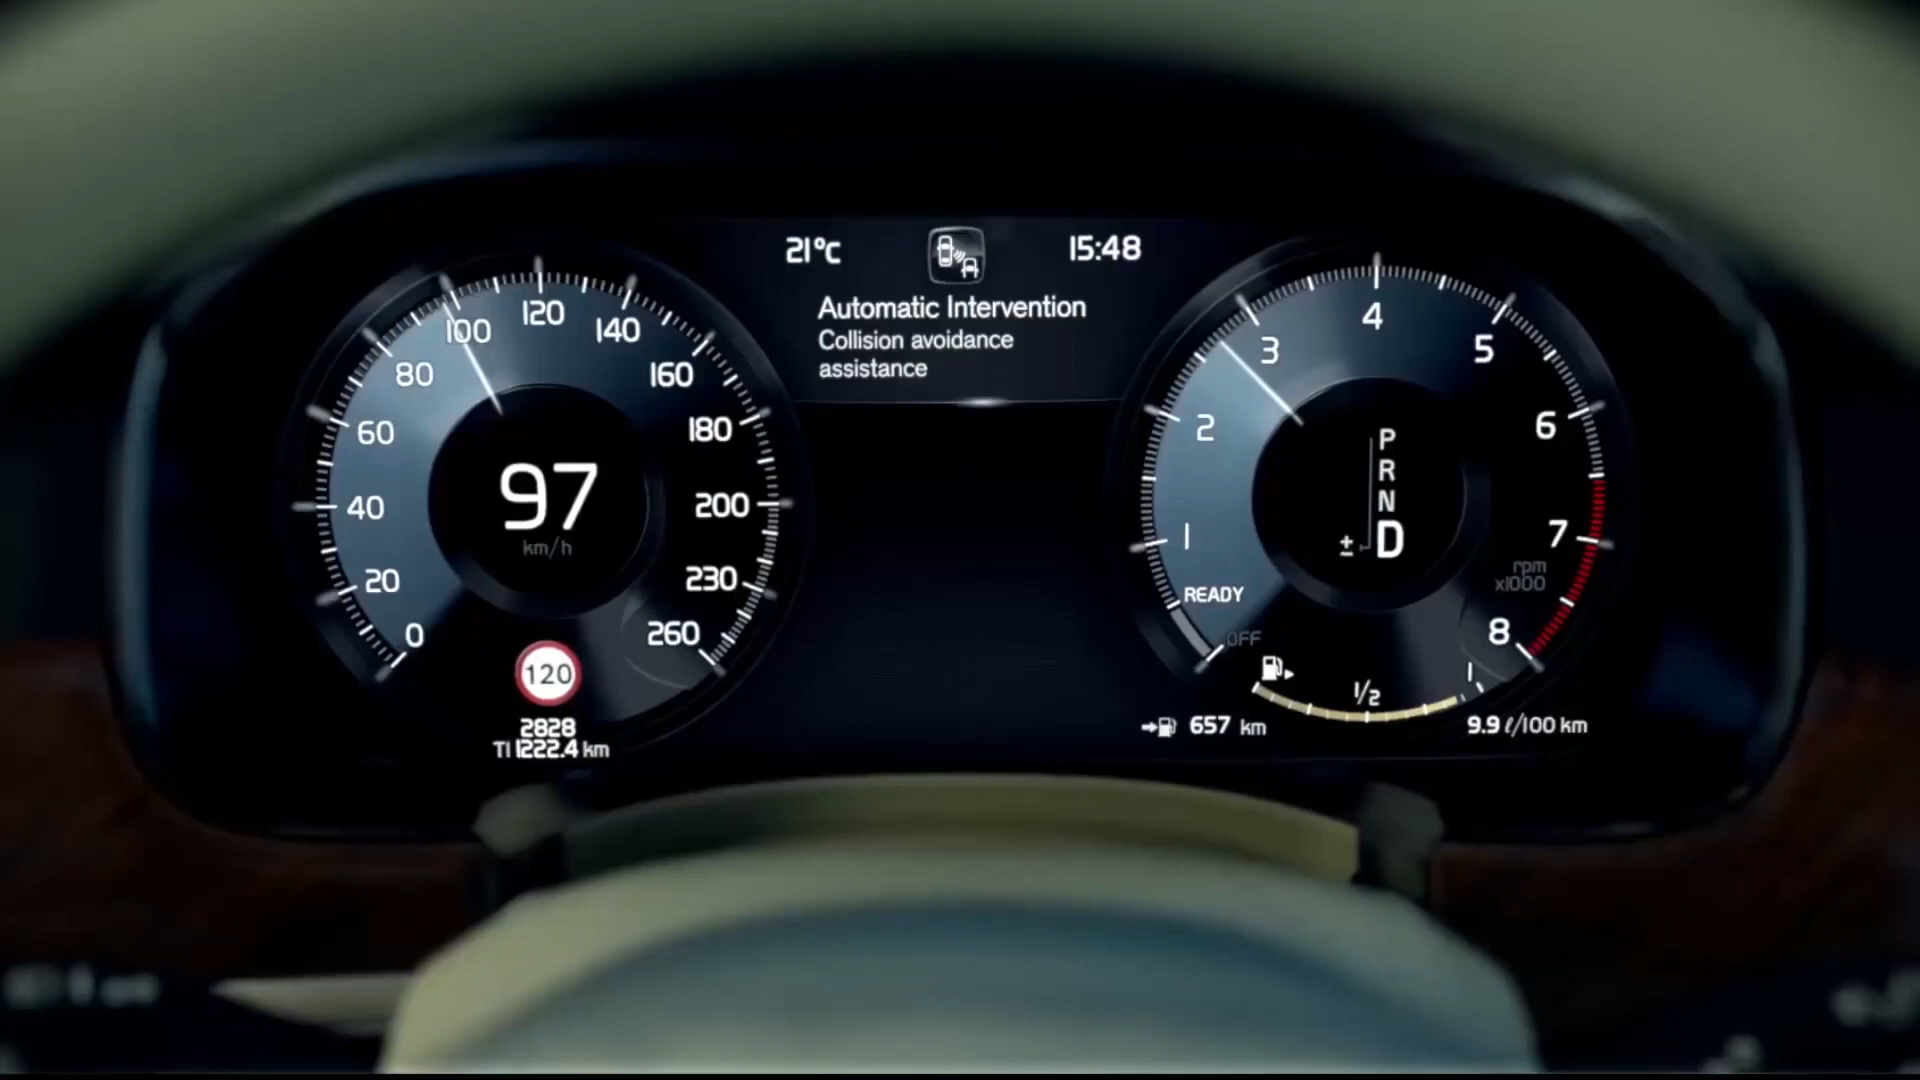 21°C
15:48
Automatic Intervention
Collision avoidance
assistance
0
20
40
60
80
100
120
140
160
180
200
230
260
97
km/h
120
2828
T1 1222.4 km
OFF
READY
1
2
3
4
5
6
7
8
rpm
x1000
P
R
N
± D
1/2
1
657 km
9.9 ℓ/100 km